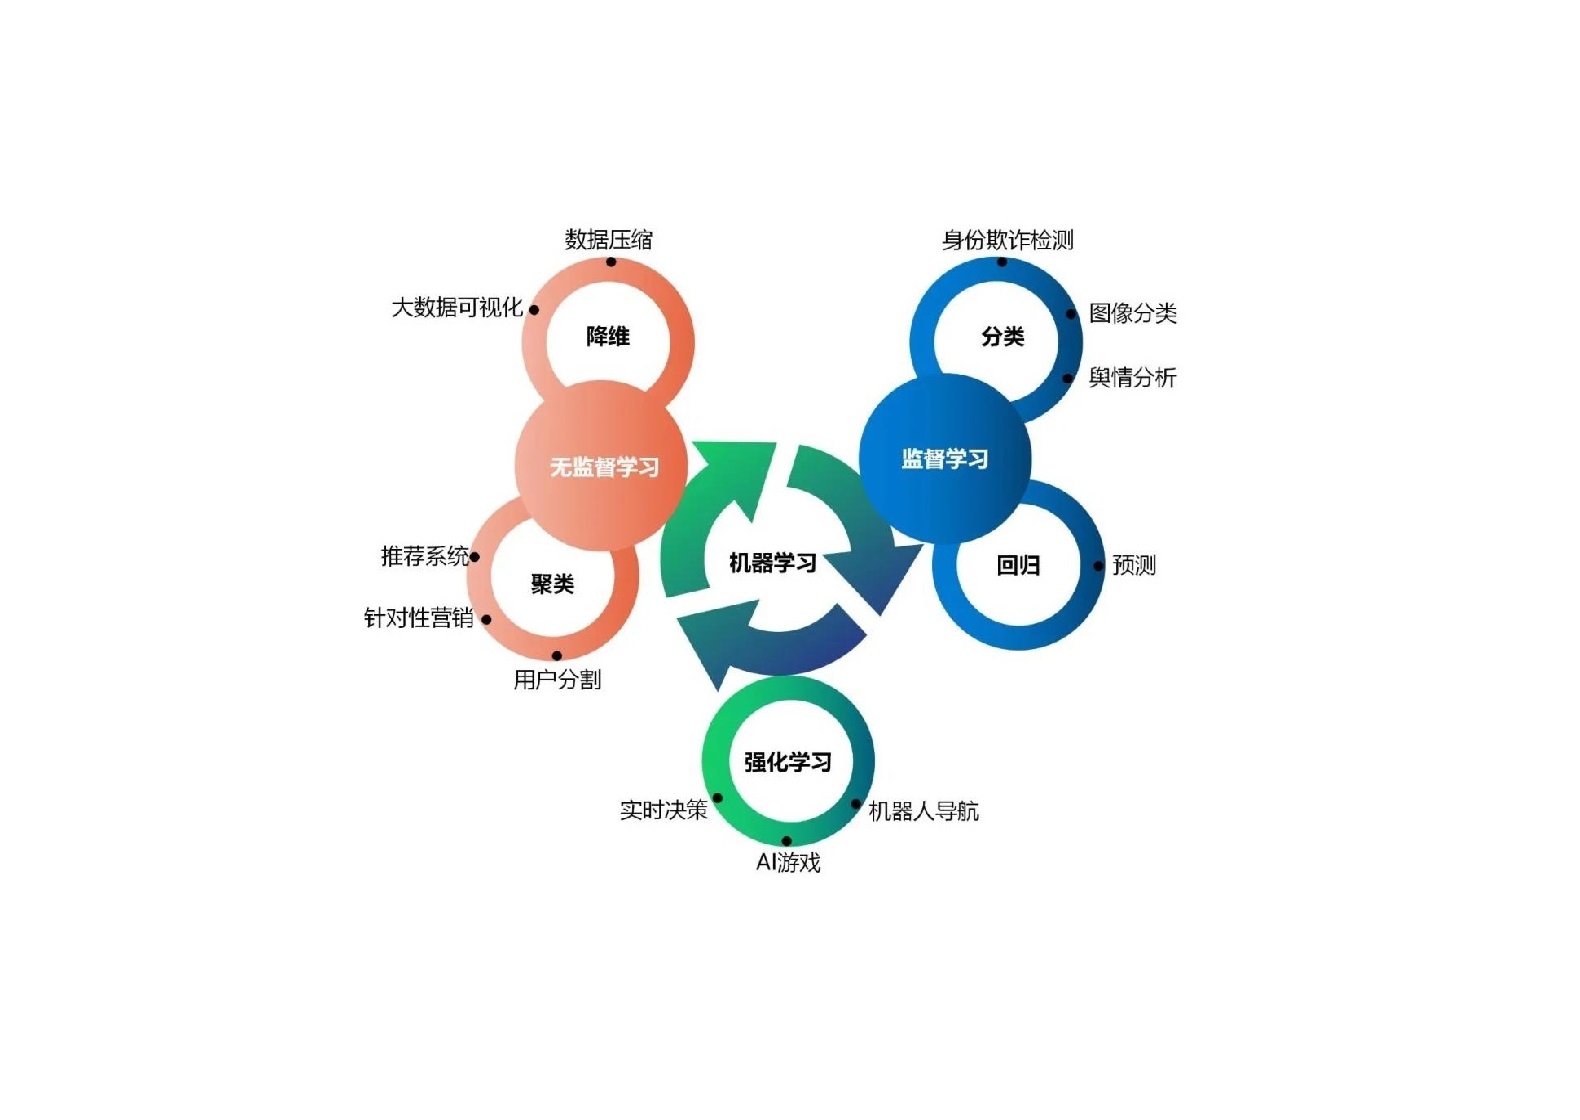 数据压缩
大数据可视化
降维
无监督学习
推荐系统
聚类
针对性营销
用户分割
身份欺诈检测
图像分类
分类
舆情分析
监督学习
回归
预测
机器学习
强化学习
实时决策
机器人导航
AI游戏